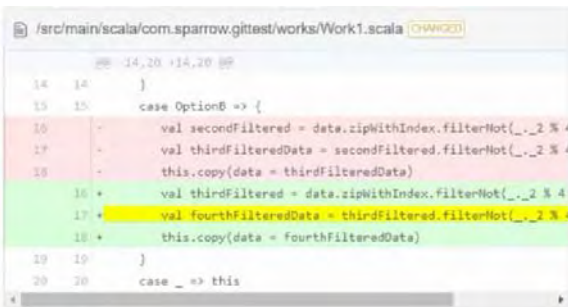 /src/main/scala/com.sparrow.gittest/works/Work1.scala CHANGED
@@ -14,20 +14,20 @@
14 14 }
15 15 case OptionB => {
16 - val secondFiltered = data.zipWithIndex.filterNot(_._2 % 4
17 - val thirdFilteredData = secondFiltered.filterNot(_._2 % 4
18 - this.copy(data = thirdFilteredData)
16 + val thirdFiltered = data.zipWithIndex.filterNot(_._2 % 4
17 + val fourthFilteredData = thirdFiltered.filterNot(_._2 % 4
18 + this.copy(data = fourthFilteredData)
19 19 }
20 20 case _ => this